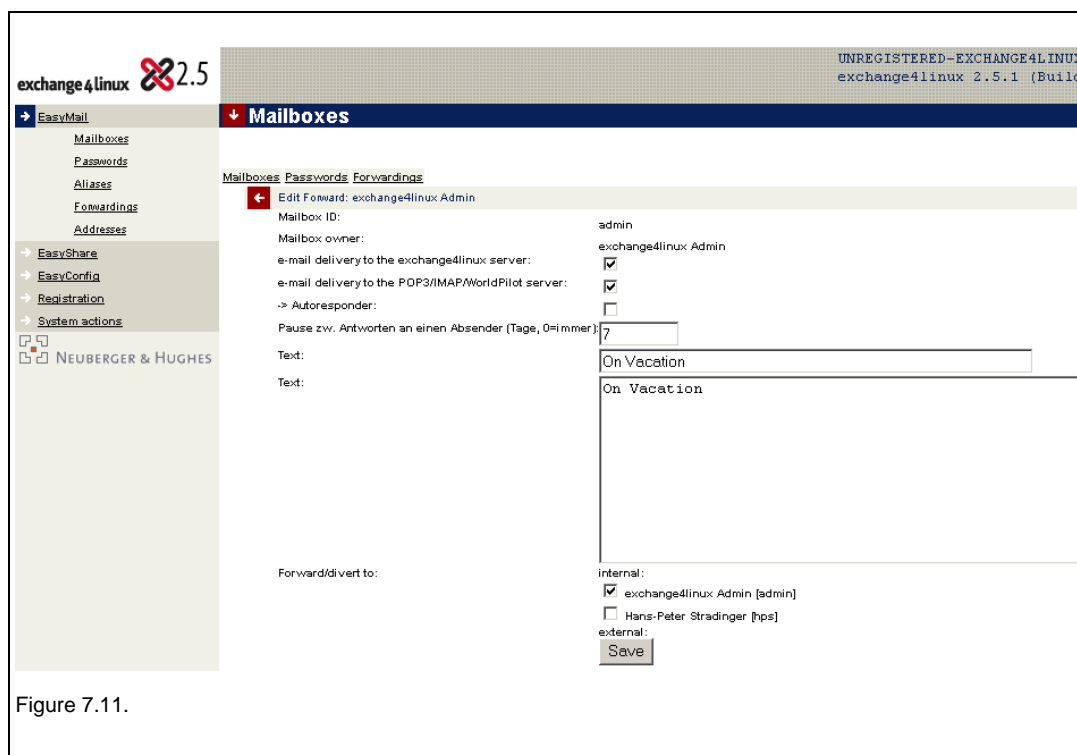 exchange4linux 2.5
UNREGISTERED-EXCHANGE4LINUX
exchange4linux 2.5.1 (Build
EasyMail
Mailboxes
Passwords
Aliases
Forwardings
Addresses
EasyShare
EasyConfig
Registration
System actions
NEUBERGER & HUGHES
Mailboxes
Mailboxes Passwords Forwardings
Edit Forward: exchange4linux Admin
Mailbox ID: admin
Mailbox owner: exchange4linux Admin
e-mail delivery to the exchange4linux server:
e-mail delivery to the POP3/IMAP/WorldPilot server:
-> Autoresponder:
Pause zw. Antworten an einen Absender (Tage, 0=immer): 7
Text: On Vacation
Text: On Vacation
Forward/divert to: internal:
exchange4linux Admin [admin]
Hans-Peter Stradinger [hps]
external:
Save
Figure 7.11.